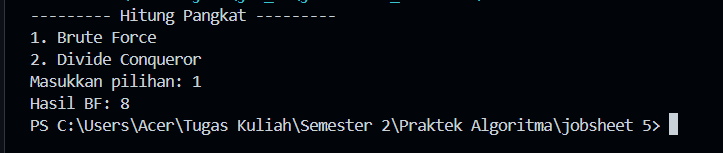 --------- Hitung Pangkat ---------
1. Brute Force
2. Divide Conqueror
Masukkan pilihan: 1
Hasil BF: 8
PS C:\Users\Acer\Tugas Kuliah\Semester 2\Praktek Algoritma\jobsheet 5>